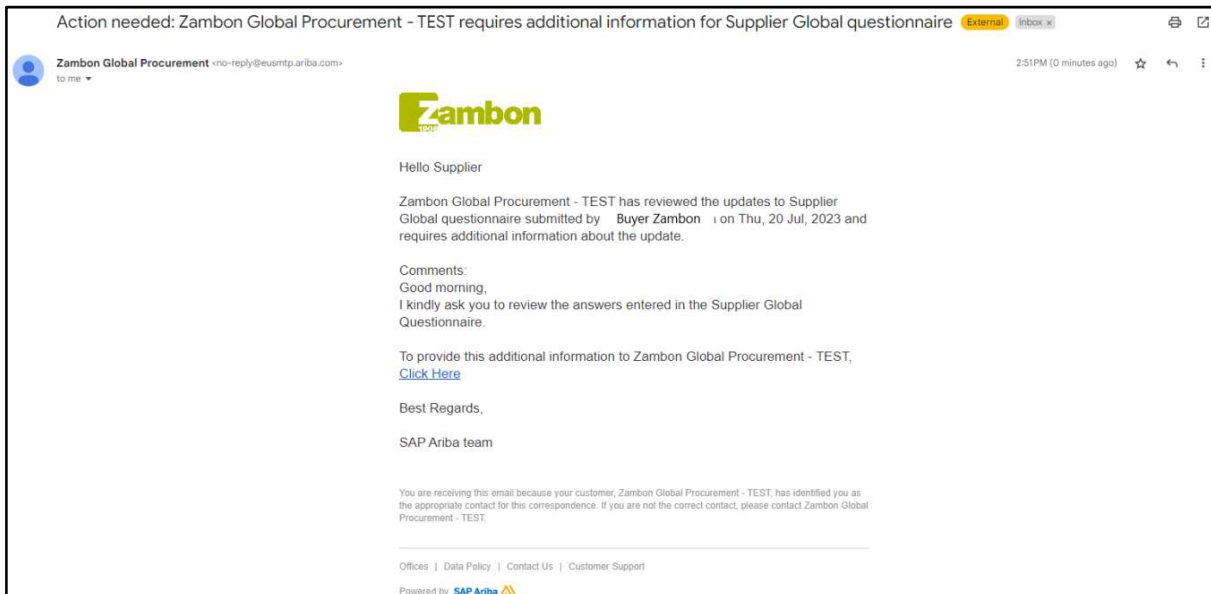 Action needed: Zambon Global Procurement - TEST requires additional information for Supplier Global questionnaire External Inbox x
Zambon Global Procurement <no-reply@eusmtp.ariba.com> 2:51 PM (0 minutes ago)
to me
Zambon
1906
Hello Supplier
Zambon Global Procurement - TEST has reviewed the updates to Supplier
Global questionnaire submitted by Buyer Zambon on Thu, 20 Jul, 2023 and
requires additional information about the update.
Comments:
Good morning,
I kindly ask you to review the answers entered in the Supplier Global
Questionnaire.
To provide this additional information to Zambon Global Procurement - TEST,
Click Here
Best Regards,
SAP Ariba team
You are receiving this email because your customer, Zambon Global Procurement - TEST, has identified you as
the appropriate contact for this correspondence. If you are not the correct contact, please contact Zambon Global
Procurement - TEST.
Offices | Data Policy | Contact Us | Customer Support
Powered by SAP Ariba